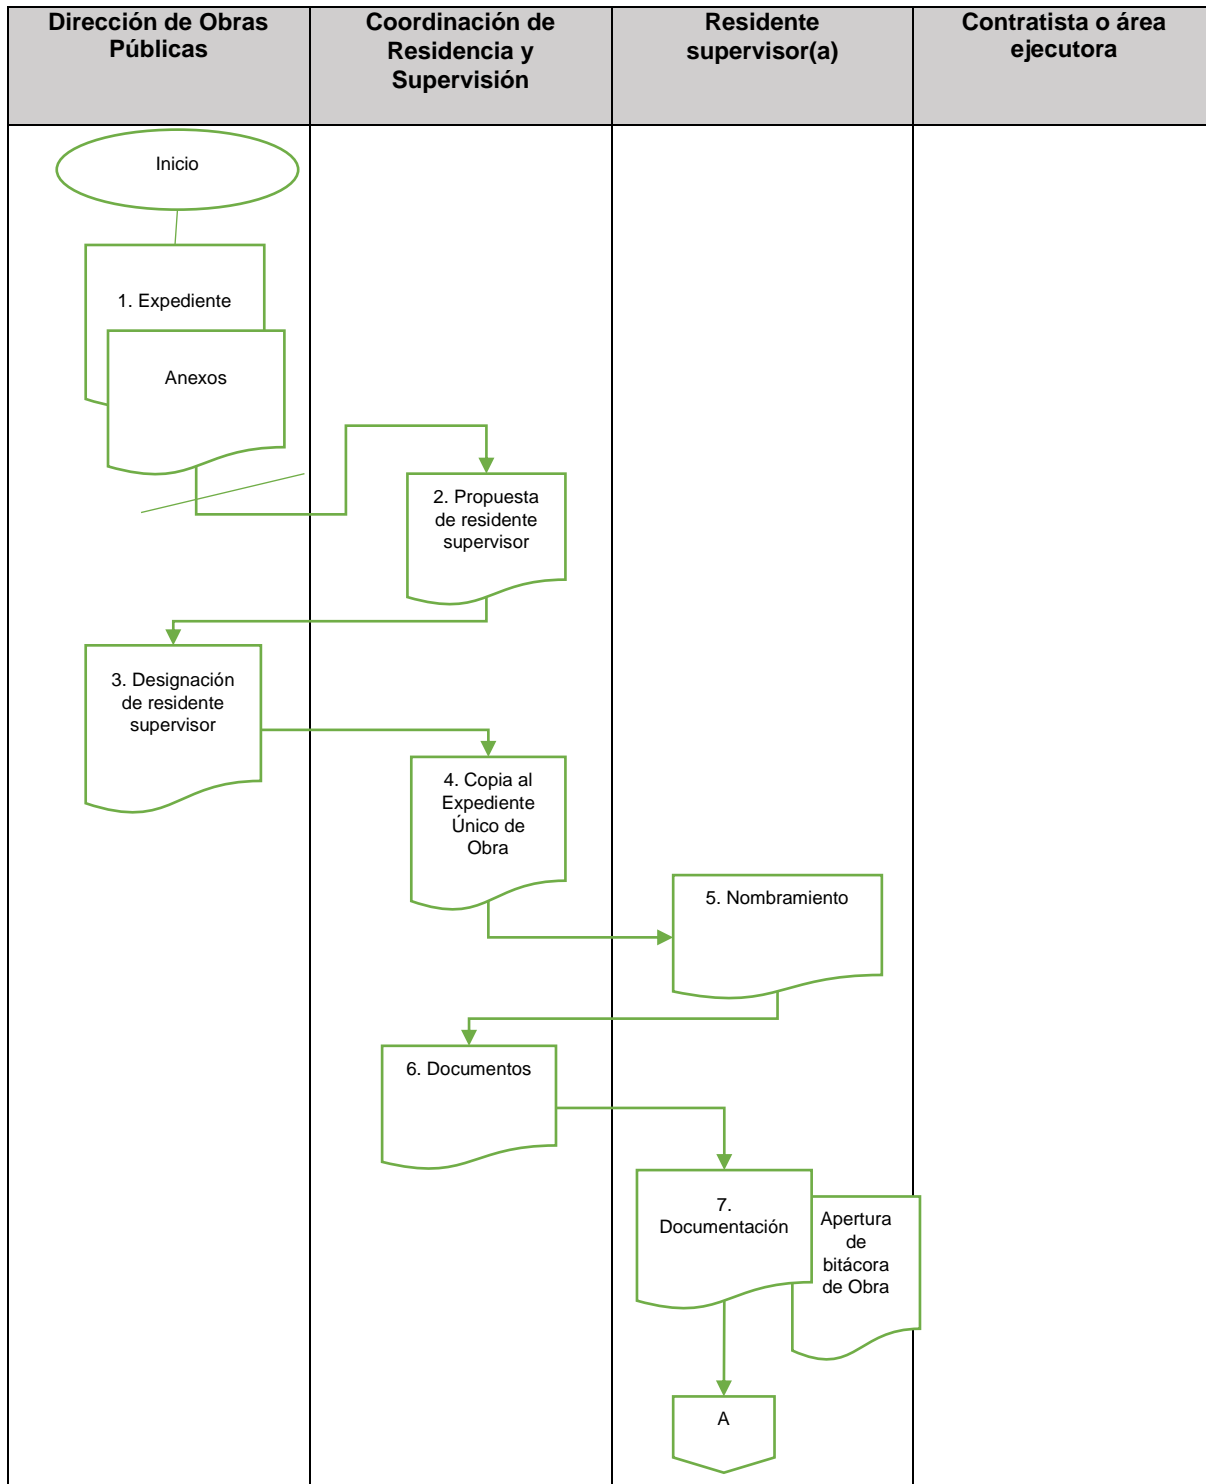 Dirección de Obras
Públicas
Coordinación de
Residencia y
Supervisión
Residente
supervisor(a)
Contratista o área
ejecutora
Inicio
1. Expediente
Anexos
2. Propuesta
de residente
supervisor
3. Designación
de residente
supervisor
4. Copia al
Expediente
Único de
Obra
5. Nombramiento
6. Documentos
7.
Documentación
Apertura
de
bitácora
de Obra
A